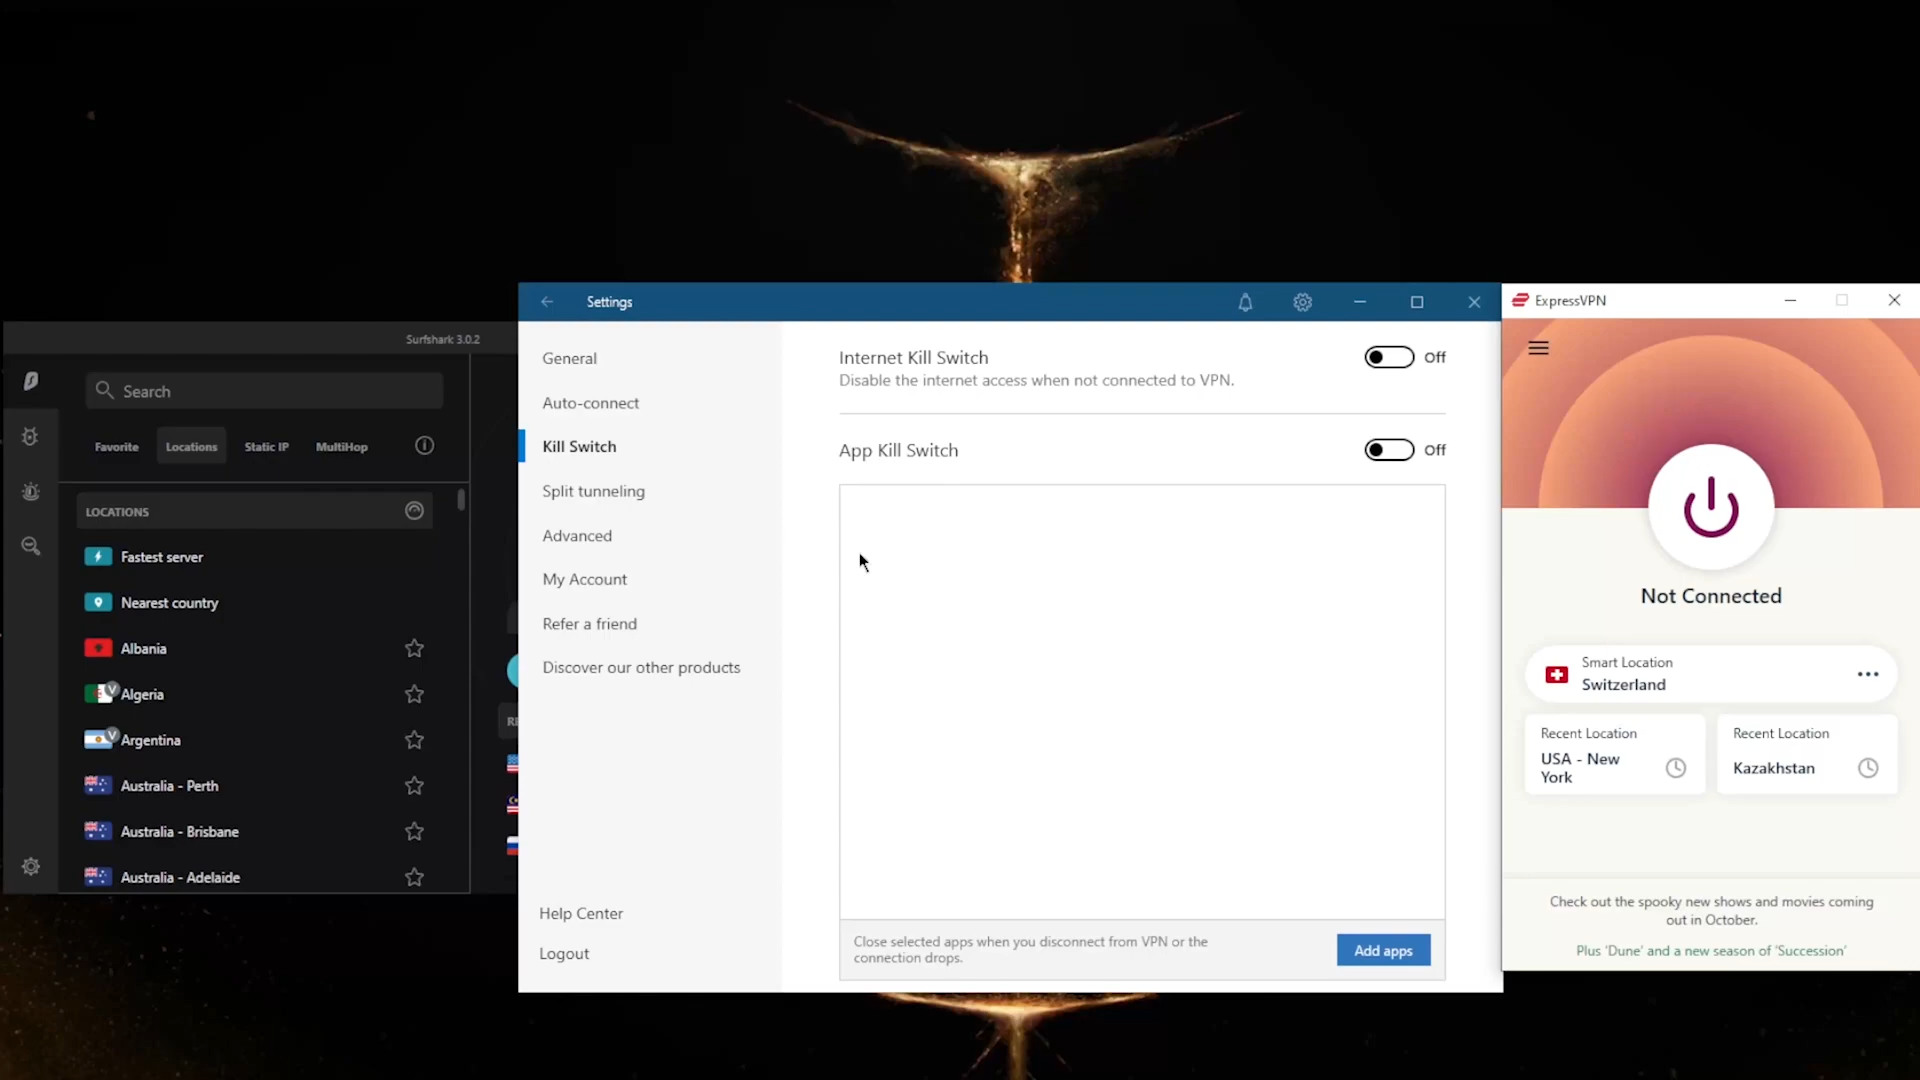 Surfshark 3.0.2
Search
Favorite
Locations
Static IP
MultiHop
LOCATIONS
Fastest server
Nearest country
Albania
V
Algeria
V
Argentina
Australia - Perth
Australia - Brisbane
Australia - Adelaide
Settings
General
Auto-connect
Kill Switch
Split tunneling
Advanced
My Account
Refer a friend
Discover our other products
Help Center
Logout
Internet Kill Switch
Off
Disable the internet access when not connected to VPN.
App Kill Switch
Off
Close selected apps when you disconnect from VPN or the
connection drops.
Add apps
ExpressVPN
Not Connected
Smart Location
Switzerland
Recent Location
USA - New
York
Recent Location
Kazakhstan
Check out the spooky new shows and movies coming
out in October.
Plus 'Dune' and a new season of 'Succession'